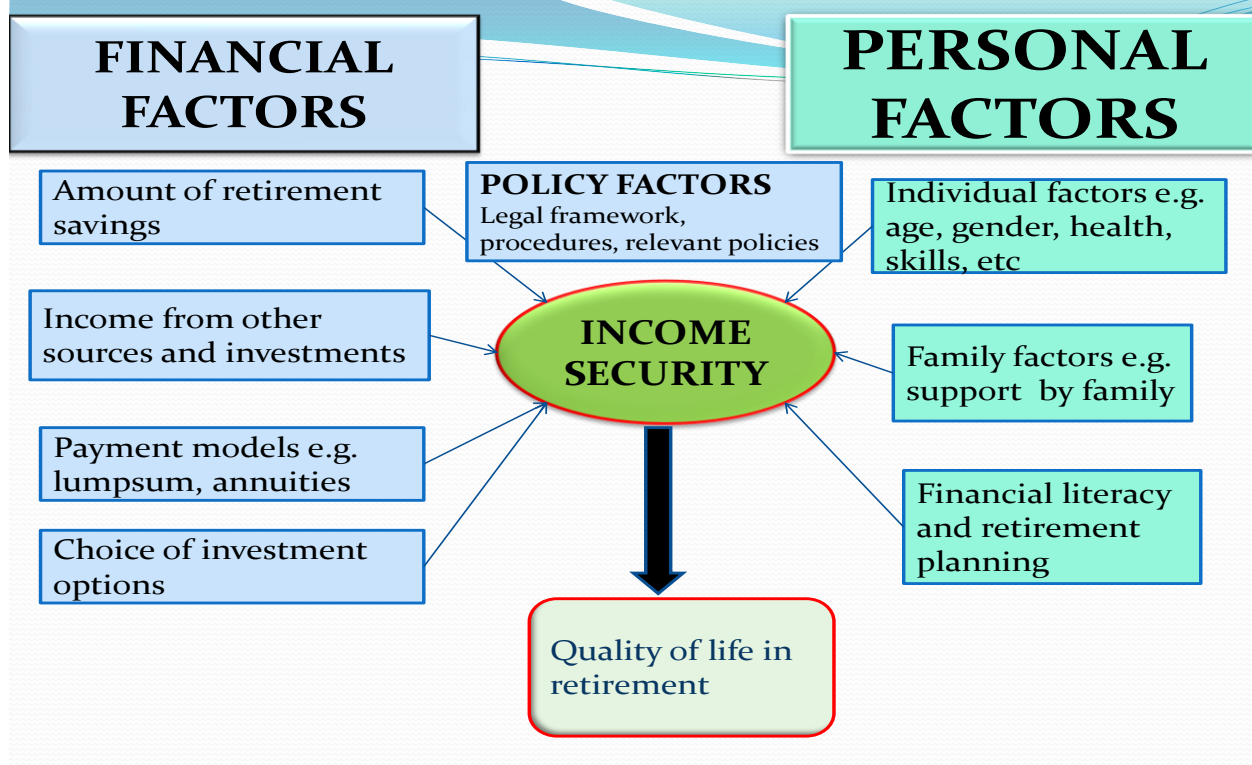 FINANCIAL
FACTORS
PERSONAL
FACTORS
Amount of retirement
savings
POLICY FACTORS
Legal framework,
procedures, relevant policies
Individual factors e.g.
age, gender, health,
skills, etc
Income from other
sources and investments
INCOME
SECURITY
Family factors e.g.
support by family
Payment models e.g.
lumpsum, annuities
Financial literacy
and retirement
planning
Choice of investment
options
Quality of life in
retirement